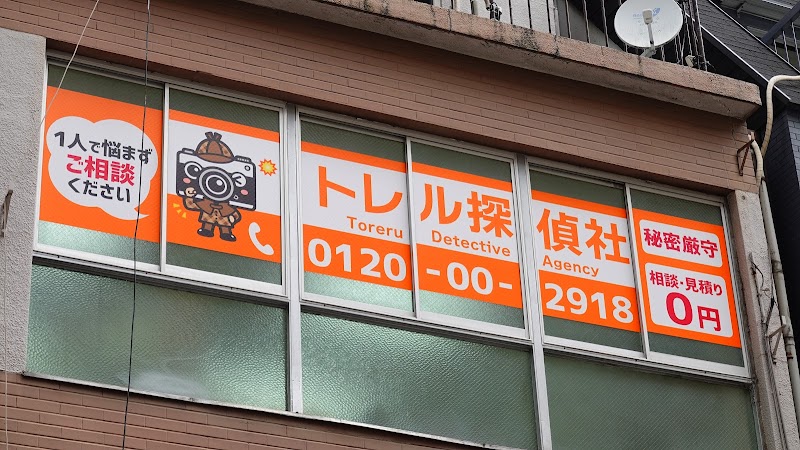 1人で悩まず
ご相談
ください
トレル探偵社
Toreru Detective Agency
0120-00-2918
秘密厳守
相談・見積り
0円